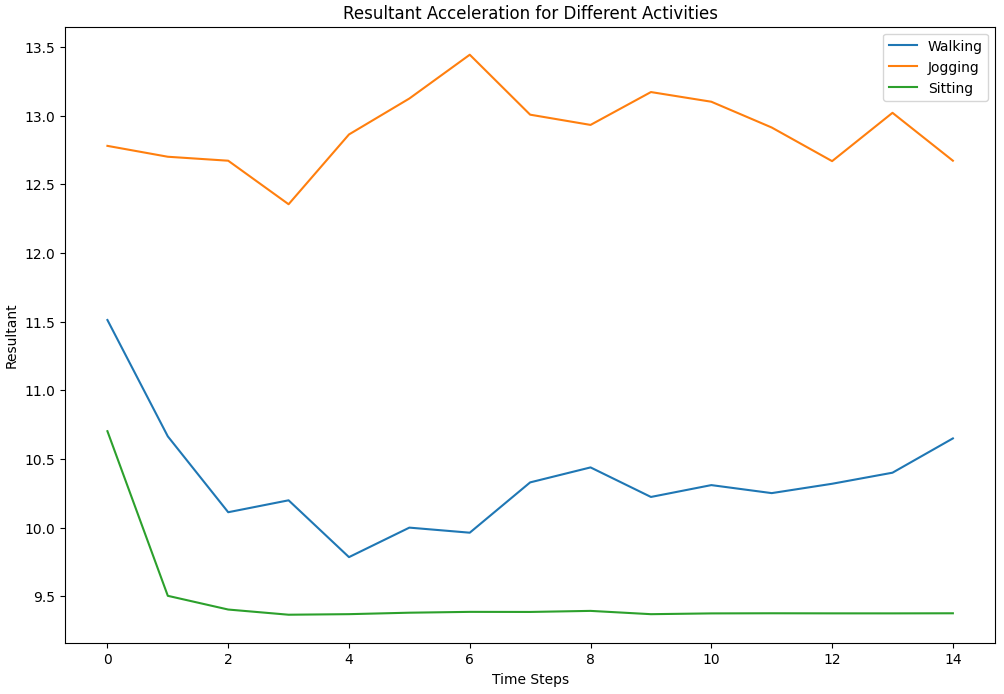 Resultant Acceleration for Different Activities
Walking
Jogging
Sitting
13.5
13.0
12.5
12.0
11.5
11.0
10.5
10.0
9.5
Resultant
0 2 4 6 8 10 12 14
Time Steps